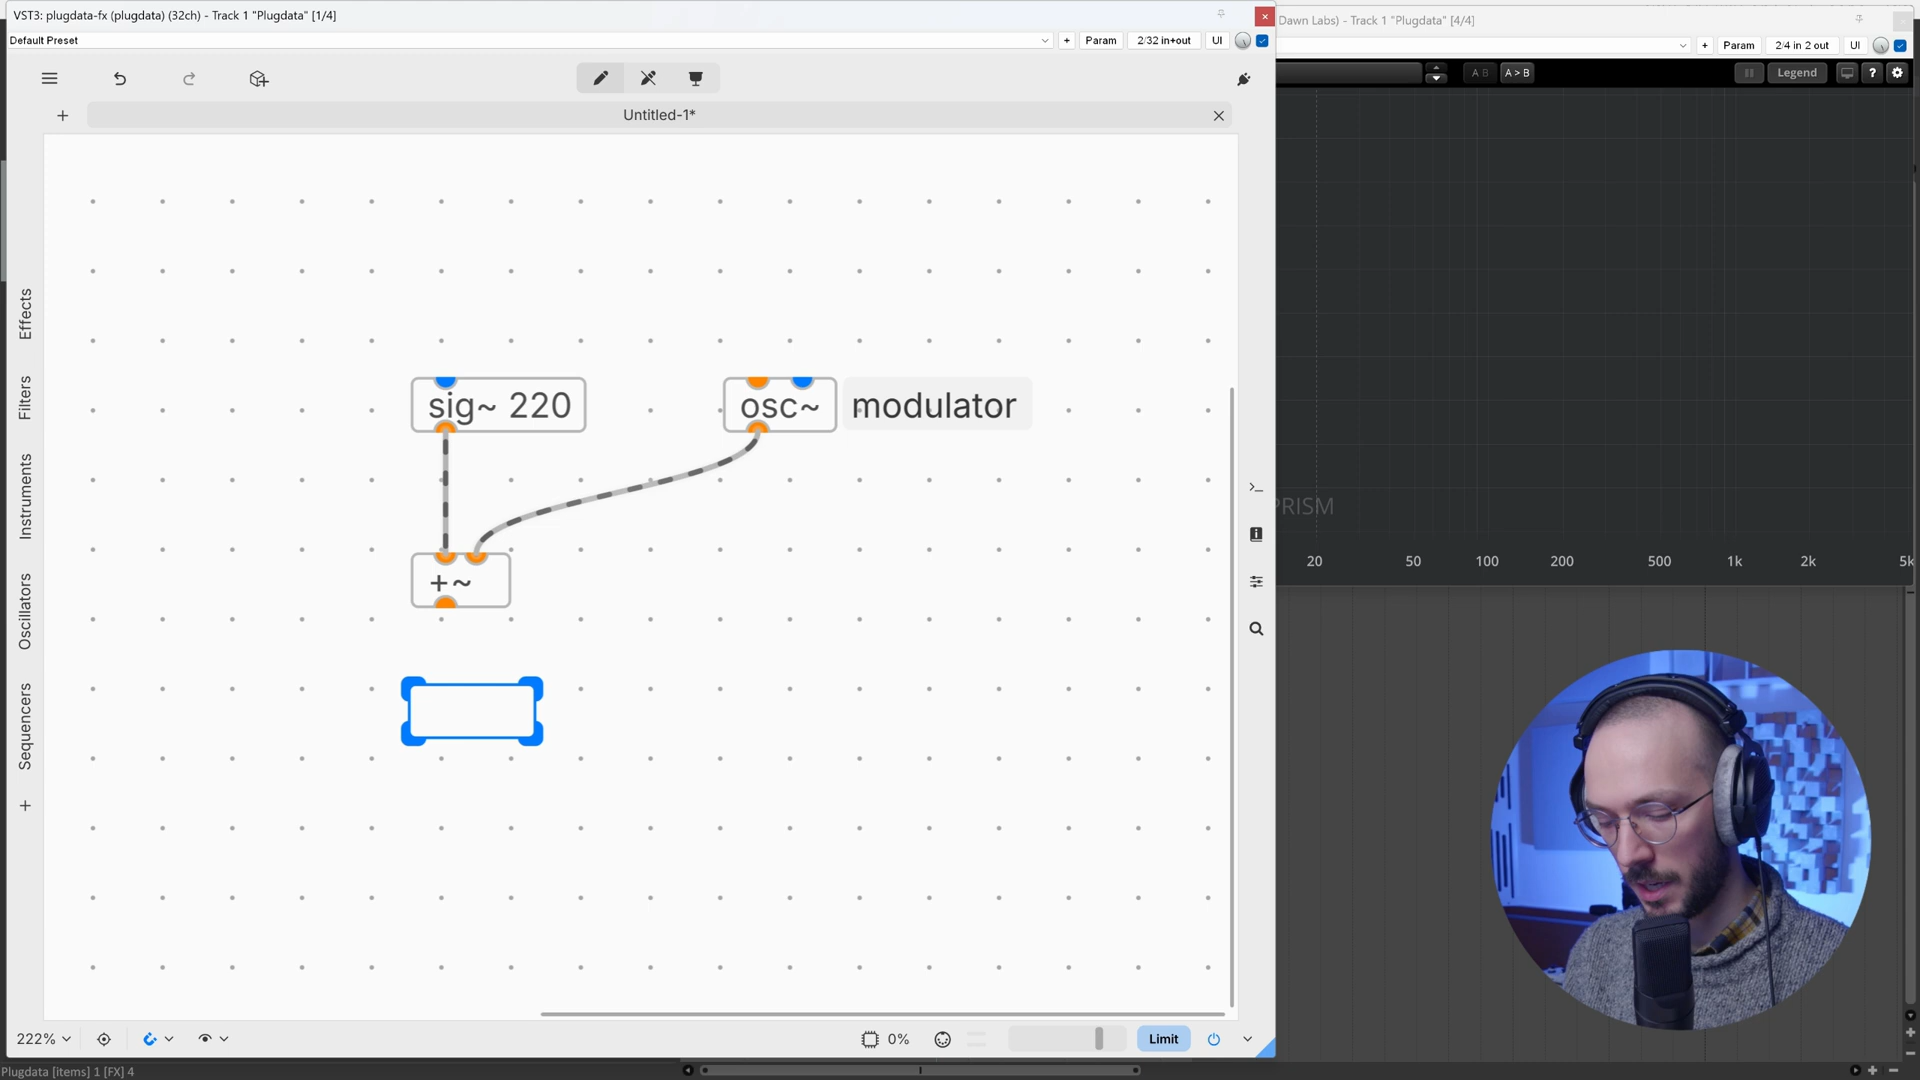 VST3: plugdata-fx (plugdata) (32ch) - Track 1 "Plugdata" [1/4]
Dawn Labs) - Track 1 "Plugdata" [4/4]
Default Preset
+
Param
2/32 in+out
UI
+
Param
2/4 in 2 out
UI
A B
A > B
Legend
?
+
Untitled-1*
Effects
Filters
Instruments
Oscillators
Sequencers
+
sig~ 220
osc~
modulator
+~
>_
PRISM
20
50
100
200
500
1k
2k
5k
222%
0%
Limit
Plugdata [items] 1 [FX] 4